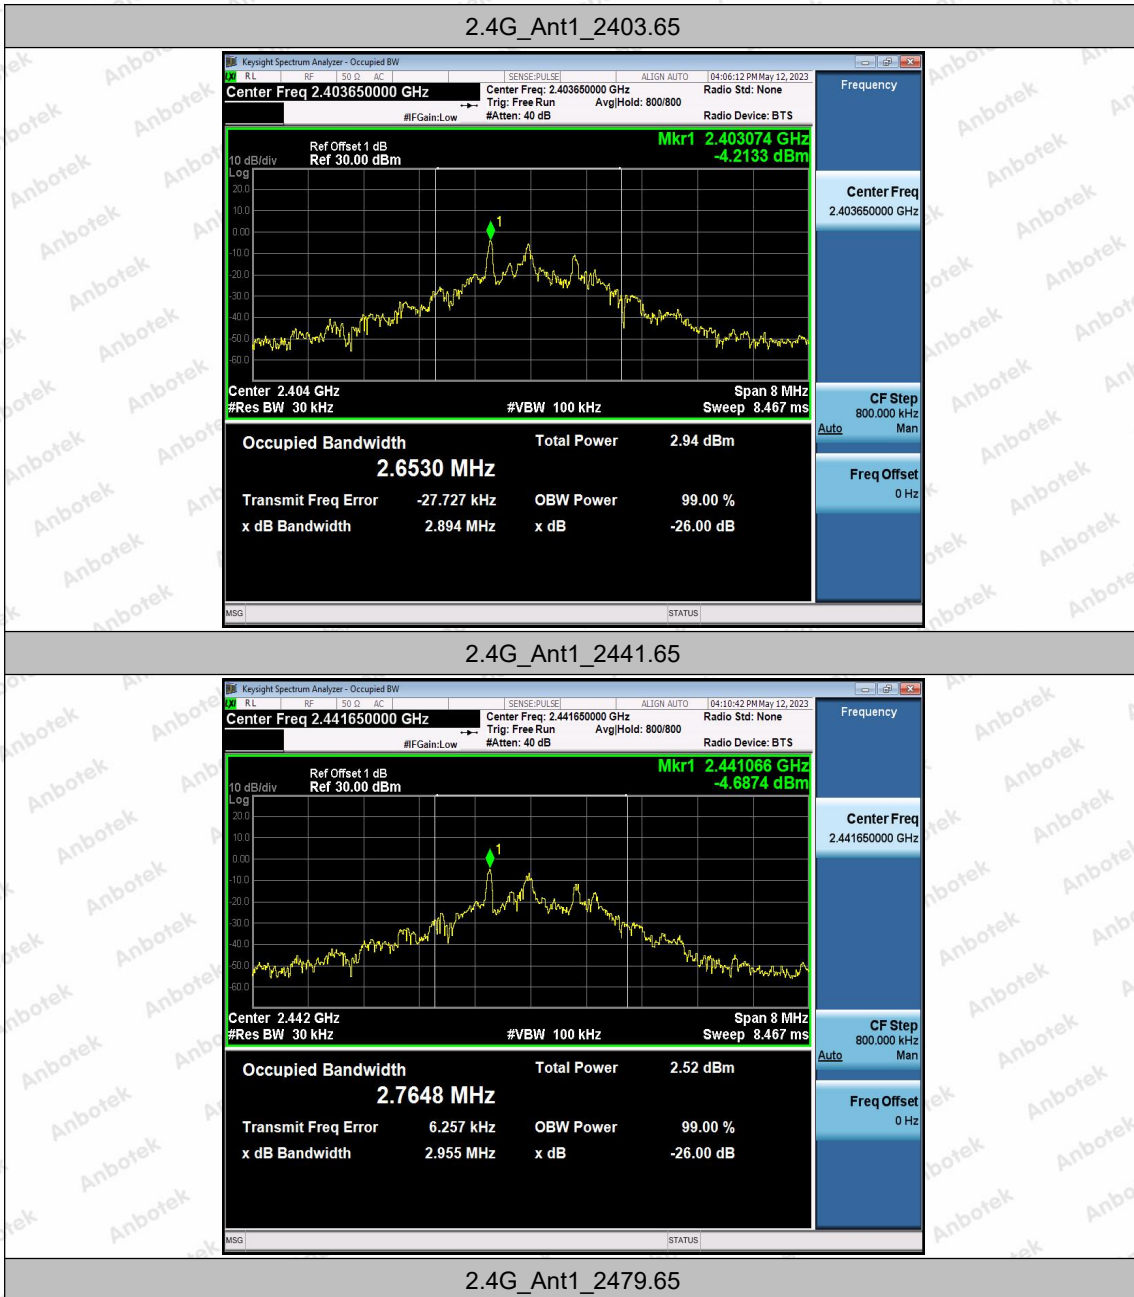 2.4G_Ant1_2403.65
Keysight Spectrum Analyzer - Occupied BW
LXI RL RF 50 Ω AC SENSE:PULSE ALIGN AUTO 04:06:12 PM May 12, 2023
Center Freq 2.403650000 GHz
Center Freq: 2.403650000 GHz Radio Std: None
Trig: Free Run Avg|Hold: 800/800
#IFGain:Low #Atten: 40 dB Radio Device: BTS
Frequency
Mkr1 2.403074 GHz
-4.2133 dBm
Ref Offset 1 dB
10 dB/div Ref 30.00 dBm
Log
20.0
10.0
0.00
-10.0
-20.0
-30.0
-40.0
-50.0
-60.0
1
Center Freq
2.403650000 GHz
Center 2.404 GHz Span 8 MHz
#Res BW 30 kHz #VBW 100 kHz Sweep 8.467 ms
CF Step
800.000 kHz
Auto Man
Occupied Bandwidth Total Power 2.94 dBm
2.6530 MHz
Transmit Freq Error -27.727 kHz OBW Power 99.00 %
x dB Bandwidth 2.894 MHz x dB -26.00 dB
Freq Offset
0 Hz
MSG STATUS
2.4G_Ant1_2441.65
Keysight Spectrum Analyzer - Occupied BW
LXI RL RF 50 Ω AC SENSE:PULSE ALIGN AUTO 04:10:42 PM May 12, 2023
Center Freq 2.441650000 GHz
Center Freq: 2.441650000 GHz Radio Std: None
Trig: Free Run Avg|Hold: 800/800
#IFGain:Low #Atten: 40 dB Radio Device: BTS
Frequency
Mkr1 2.441066 GHz
-4.6874 dBm
Ref Offset 1 dB
10 dB/div Ref 30.00 dBm
Log
20.0
10.0
0.00
-10.0
-20.0
-30.0
-40.0
-50.0
-60.0
1
Center Freq
2.441650000 GHz
Center 2.442 GHz Span 8 MHz
#Res BW 30 kHz #VBW 100 kHz Sweep 8.467 ms
CF Step
800.000 kHz
Auto Man
Occupied Bandwidth Total Power 2.52 dBm
2.7648 MHz
Transmit Freq Error 6.257 kHz OBW Power 99.00 %
x dB Bandwidth 2.955 MHz x dB -26.00 dB
Freq Offset
0 Hz
MSG STATUS
2.4G_Ant1_2479.65
Anbotek